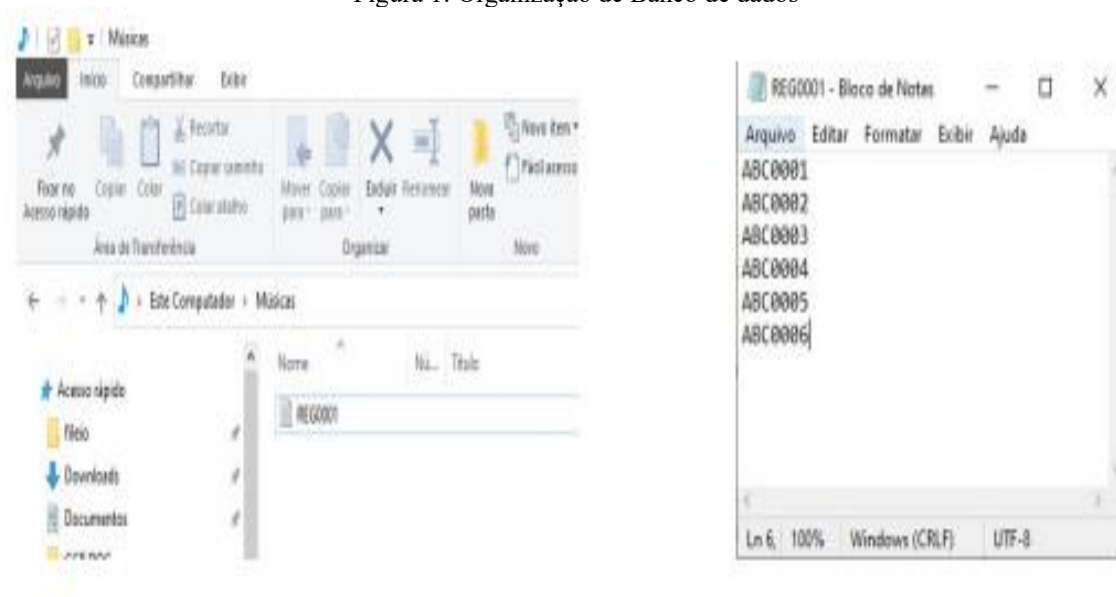 Figura 1: Organização de Banco de dados
Músicas
Arquivo Início Compartilhar Exibir
Fixar no Acesso rápido
Copiar Colar
Recortar
Copiar caminho
Colar atalho
Área de Transferência
Mover para
Copiar para
Excluir Renomear
Organizar
Nova pasta
Novo item
Fácil acesso
Novo
Este Computador Músicas
Acesso rápido
Downloads
Documentos
Nome Nú... Título
REG0001
REG0001 - Bloco de Notas
Arquivo Editar Formatar Exibir Ajuda
ABC0001
ABC0002
ABC0003
ABC0004
ABC0005
ABC0006
Ln 6, 100% Windows (CRLF) UTF-8